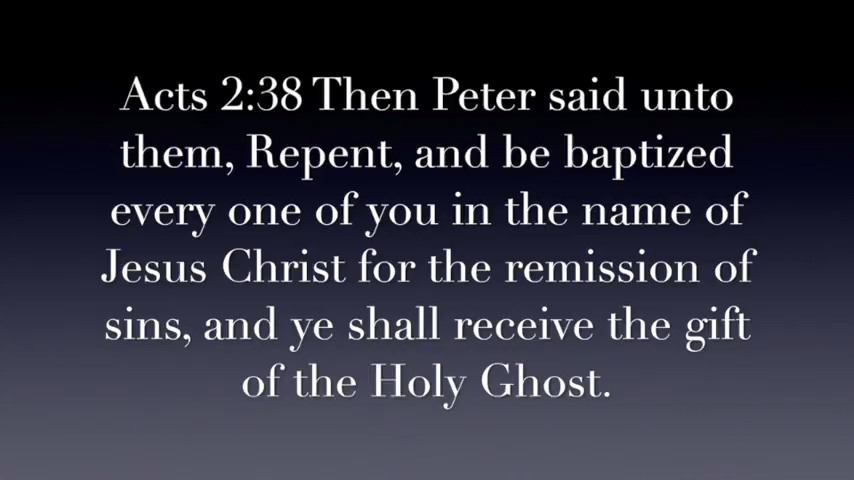 Acts 2:38 Then Peter said unto
them, Repent, and be baptized
every one of you in the name of
Jesus Christ for the remission of
sins, and ye shall receive the gift
of the Holy Ghost.